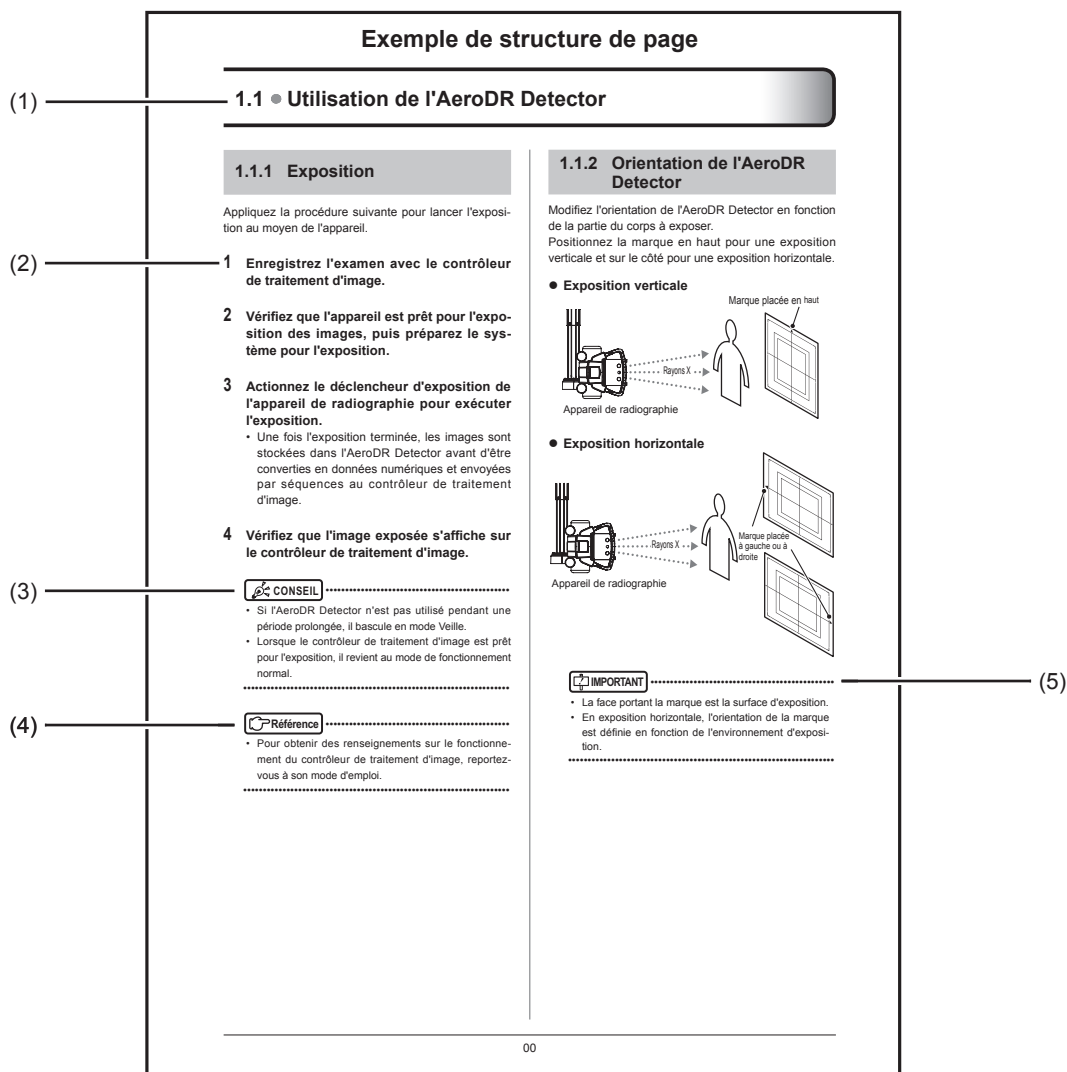 Exemple de structure de page
(1)
1.1 ● Utilisation de l'AeroDR Detector
1.1.1 Exposition
Appliquez la procédure suivante pour lancer l'exposi-
tion au moyen de l'appareil.
(2)
1 Enregistrez l'examen avec le contrôleur
de traitement d'image.
2 Vérifiez que l'appareil est prêt pour l'expo-
sition des images, puis préparez le sys-
tème pour l'exposition.
3 Actionnez le déclencheur d'exposition de
l'appareil de radiographie pour exécuter
l'exposition.
• Une fois l'exposition terminée, les images sont
stockées dans l'AeroDR Detector avant d'être
converties en données numériques et envoyées
par séquences au contrôleur de traitement
d'image.
4 Vérifiez que l'image exposée s'affiche sur
le contrôleur de traitement d'image.
(3)
CONSEIL
• Si l'AeroDR Detector n'est pas utilisé pendant une
période prolongée, il bascule en mode Veille.
• Lorsque le contrôleur de traitement d'image est prêt
pour l'exposition, il revient au mode de fonctionnement
normal.
(4)
Référence
• Pour obtenir des renseignements sur le fonctionne-
ment du contrôleur de traitement d'image, reportez-
vous à son mode d'emploi.
1.1.2 Orientation de l'AeroDR
Detector
Modifiez l'orientation de l'AeroDR Detector en fonction
de la partie du corps à exposer.
Positionnez la marque en haut pour une exposition
verticale et sur le côté pour une exposition horizontale.
● Exposition verticale
Marque placée en haut
Rayons X
Appareil de radiographie
● Exposition horizontale
Rayons X
Marque placée
à gauche ou à
droite
Appareil de radiographie
IMPORTANT
(5)
• La face portant la marque est la surface d'exposition.
• En exposition horizontale, l'orientation de la marque
est définie en fonction de l'environnement d'exposi-
tion.
00